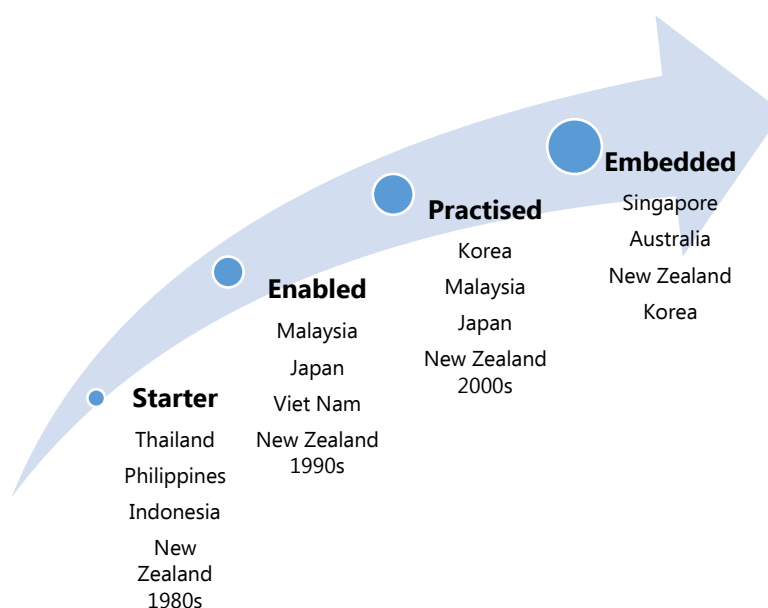 Starter
Thailand
Philippines
Indonesia
New
Zealand
1980s
Enabled
Malaysia
Japan
Viet Nam
New Zealand
1990s
Practised
Korea
Malaysia
Japan
New Zealand
2000s
Embedded
Singapore
Australia
New Zealand
Korea